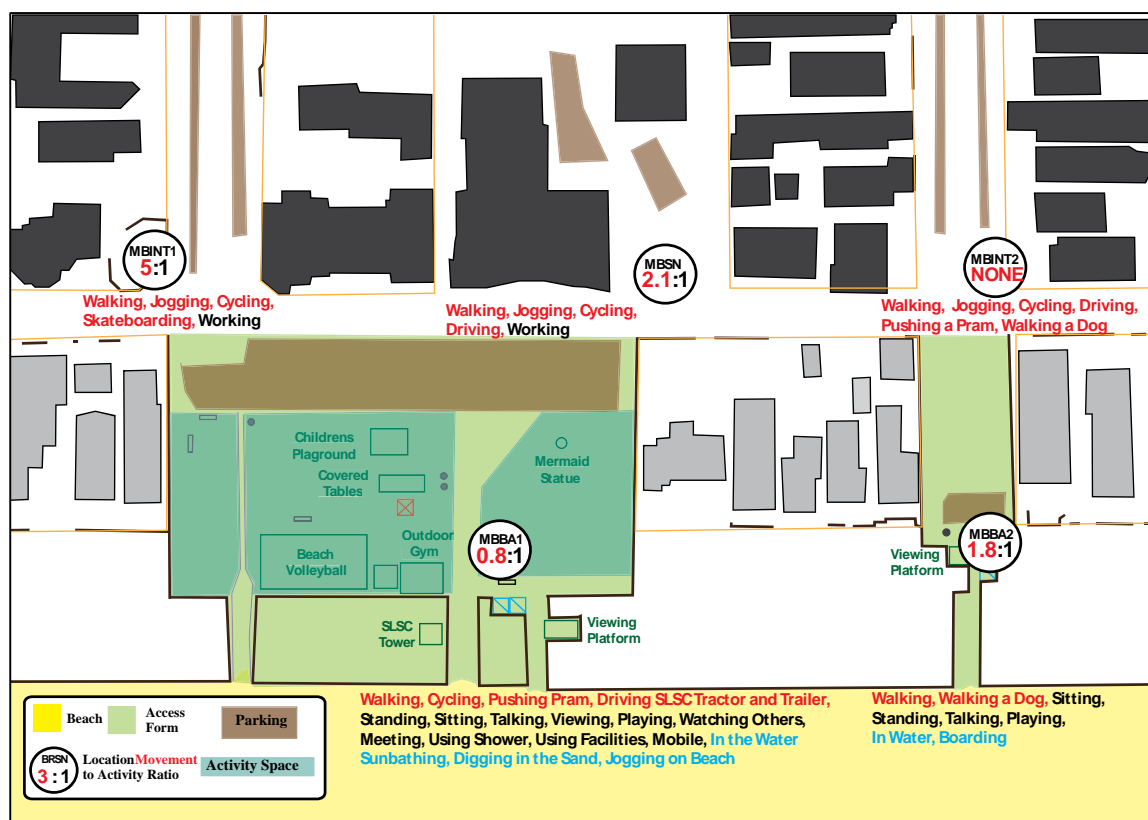 MBINT1
5:1
Walking, Jogging, Cycling,
Skateboarding, Working
MBSN
2.1:1
Walking, Jogging, Cycling,
Driving, Working
MBINT2
NONE
Walking, Jogging, Cycling, Driving,
Pushing a Pram, Walking a Dog
Childrens
Plaground
Covered
Tables
Mermaid
Statue
Outdoor
Gym
Beach
Volleyball
MBBA1
0.8:1
MBBA2
1.8:1
Viewing
Platform
SLSC
Tower
Viewing
Platform
Walking, Cycling, Pushing Pram, Driving SLSC Tractor and Trailer,
Standing, Sitting, Talking, Viewing, Playing, Watching Others,
Meeting, Using Shower, Using Facilities, Mobile, In the Water
Sunbathing, Digging in the Sand, Jogging on Beach
Walking, Walking a Dog, Sitting,
Standing, Talking, Playing,
In Water, Boarding
Beach
Access
Form
Parking
BRSN
3:1
Location Movement
to Activity Ratio
Activity Space